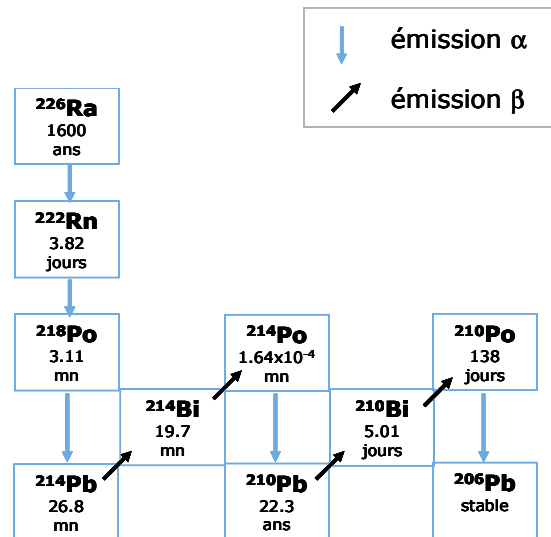 émission α
émission β
²²⁶Ra
1600
ans
²²²Rn
3.82
jours
²¹⁸Po
3.11
mn
²¹⁴Po
1.64x10⁻⁴
mn
²¹⁰Po
138
jours
²¹⁴Bi
19.7
mn
²¹⁰Bi
5.01
jours
²¹⁴Pb
26.8
mn
²¹⁰Pb
22.3
ans
²⁰⁶Pb
stable